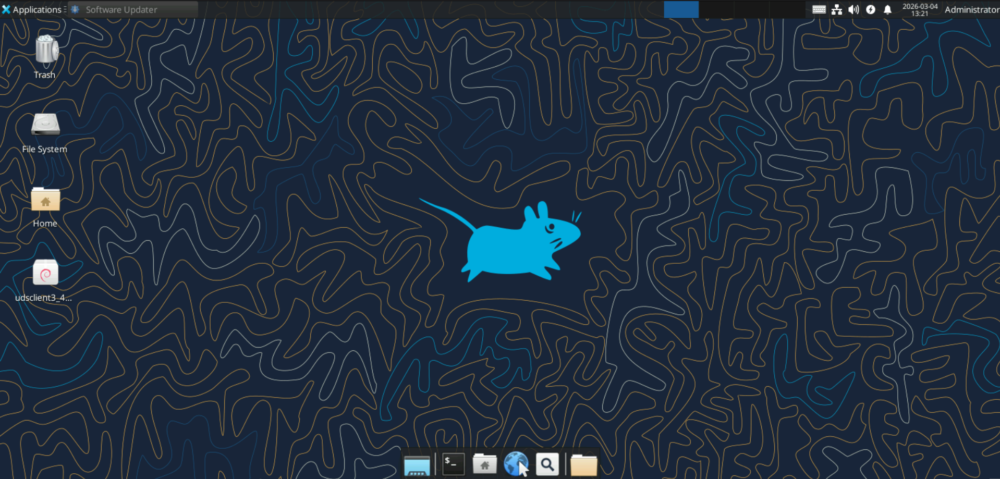 Applications
Software Updater
2026-03-04
13:21
Administrator
Trash
File System
Home
udsclient3_4...
$_